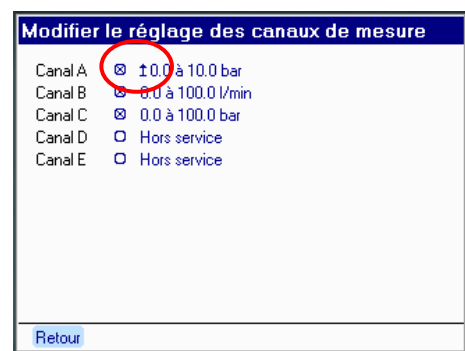 Modifier le réglage des canaux de mesure
Canal A ⊗ ↥0.0 à 10.0 bar
Canal B ⊗ 0.0 à 100.0 l/min
Canal C ⊗ 0.0 à 100.0 bar
Canal D O Hors service
Canal E O Hors service
Retour